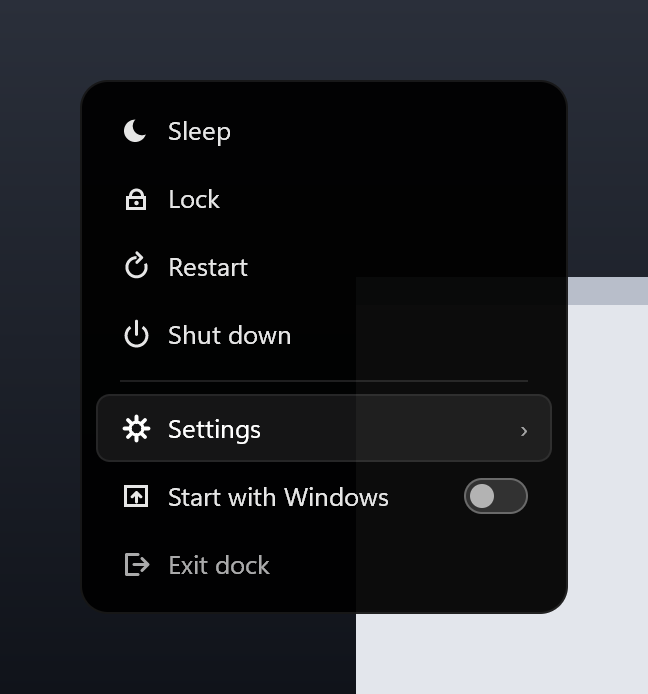 Sleep
Lock
Restart
Shut down
Settings ›
Start with Windows
Exit dock